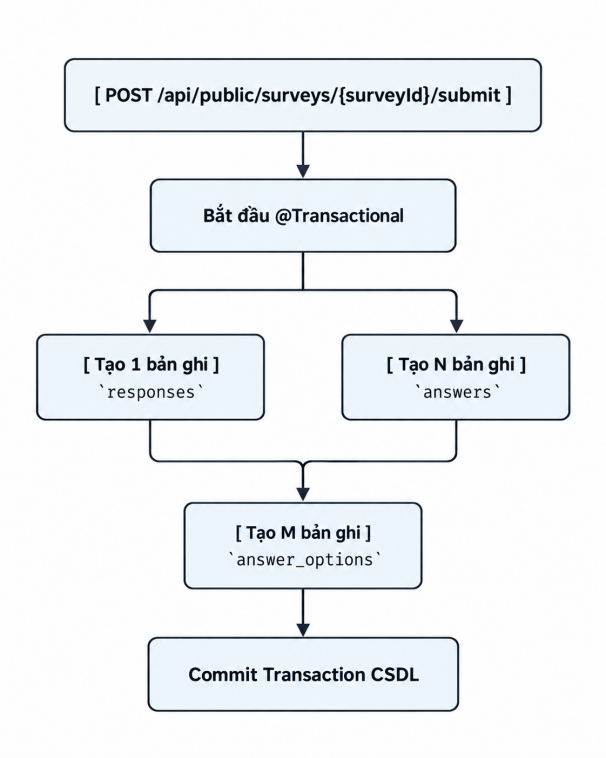 [ POST /api/public/surveys/{surveyId}/submit ]
Bắt đầu @Transactional
[ Tạo 1 bản ghi ]
`responses`
[ Tạo N bản ghi ]
`answers`
[ Tạo M bản ghi ]
`answer_options`
Commit Transaction CSDL